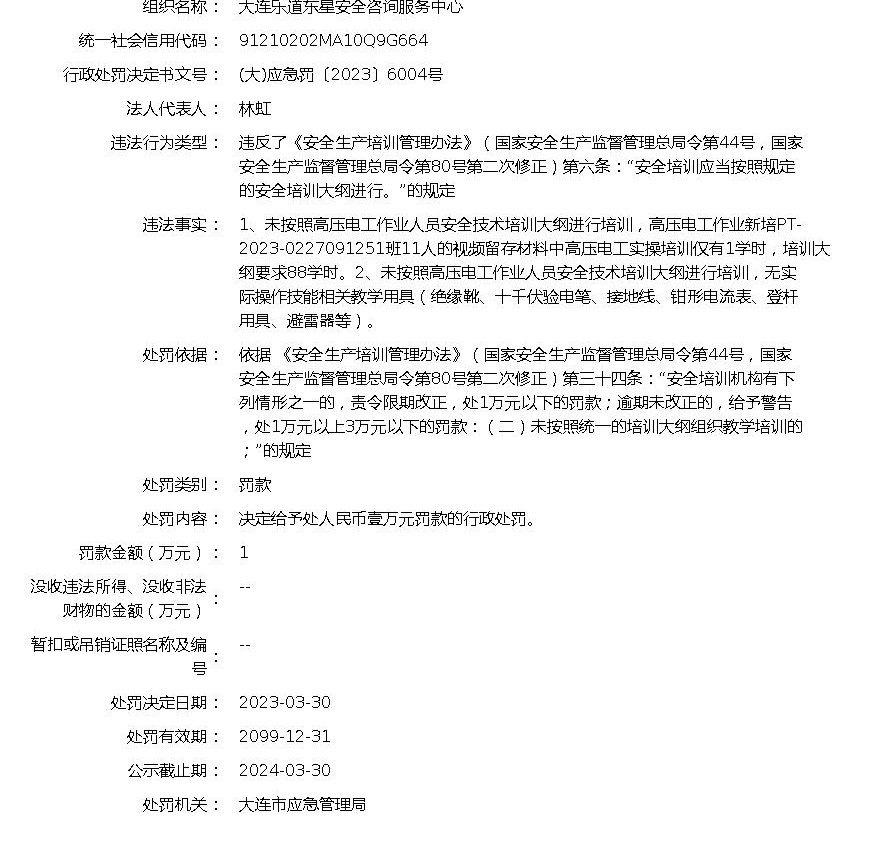 组织名称： 大连乐道东星安全咨询服务中心
统一社会信用代码： 91210202MA10Q9G664
行政处罚决定书文号： (大)应急罚〔2023〕6004号
法人代表人： 林虹
违法行为类型： 违反了《安全生产培训管理办法》（国家安全生产监督管理总局令第44号，国家
安全生产监督管理总局令第80号第二次修正）第六条：“安全培训应当按照规定
的安全培训大纲进行。”的规定
违法事实： 1、未按照高压电工作业人员安全技术培训大纲进行培训，高压电工作业新培PT-
2023-0227091251班11人的视频留存材料中高压电工实操培训仅有1学时，培训大
纲要求88学时。2、未按照高压电工作业人员安全技术培训大纲进行培训，无实
际操作技能相关教学用具（绝缘靴、十千伏验电笔、接地线、钳形电流表、登杆
用具、避雷器等）。
处罚依据： 依据 《安全生产培训管理办法》（国家安全生产监督管理总局令第44号，国家
安全生产监督管理总局令第80号第二次修正）第三十四条：“安全培训机构有下
列情形之一的，责令限期改正，处1万元以下的罚款；逾期未改正的，给予警告
，处1万元以上3万元以下的罚款：（二）未按照统一的培训大纲组织教学培训的
；”的规定
处罚类别： 罚款
处罚内容： 决定给予处人民币壹万元罚款的行政处罚。
罚款金额（万元）： 1
没收违法所得、没收非法
财物的金额（万元）： --
暂扣或吊销证照名称及编
号： --
处罚决定日期： 2023-03-30
处罚有效期： 2099-12-31
公示截止期： 2024-03-30
处罚机关： 大连市应急管理局